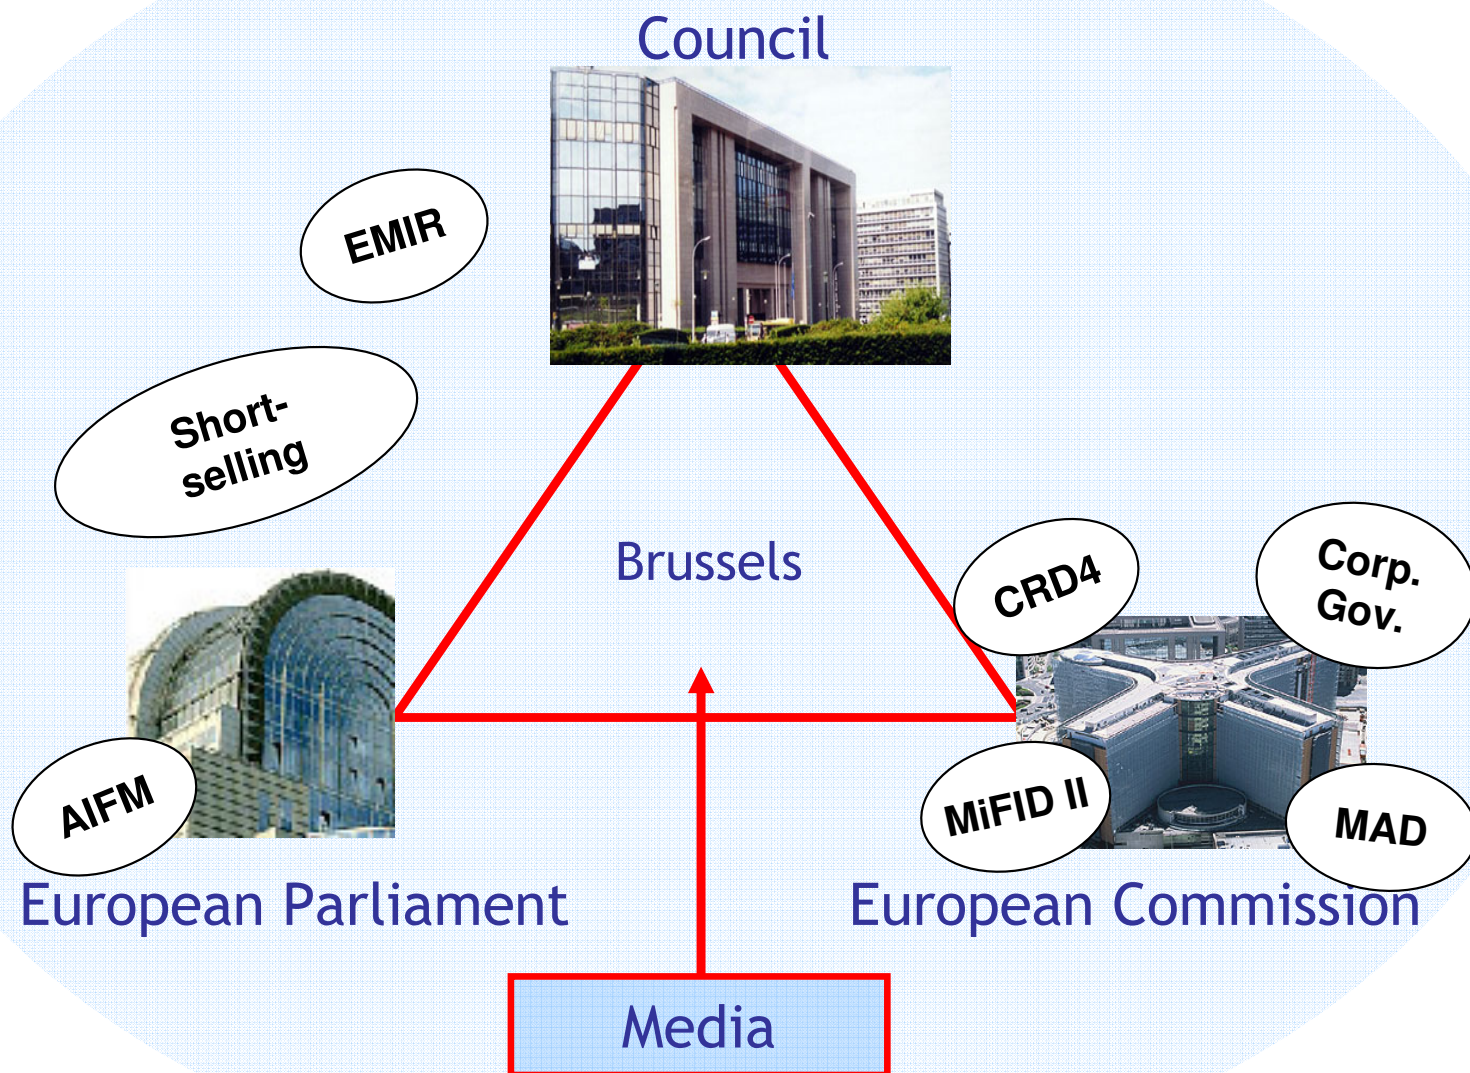 Council
EMIR
Short-
selling
Brussels
CRD4
Corp.
Gov.
AIFM
MiFID II
MAD
European Parliament
European Commission
Media